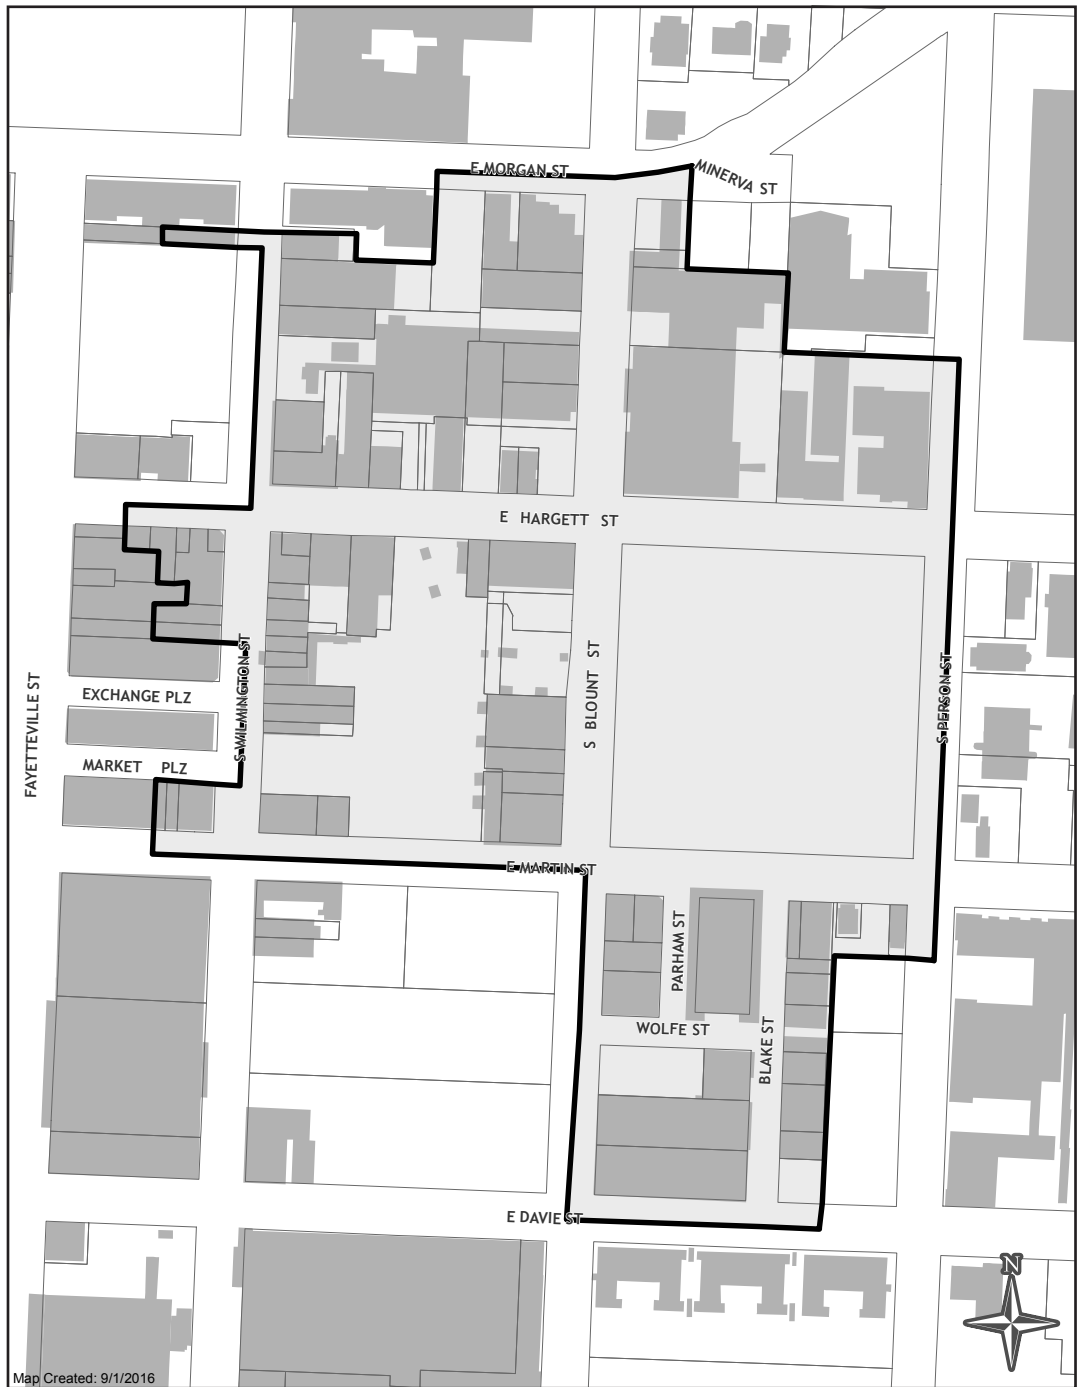 E MORGAN ST
MINERVA ST
E HARGETT ST
S WILMINGTON ST
S BLOUNT ST
S PERSON ST
FAYETTEVILLE ST
EXCHANGE PLZ
MARKET PLZ
E MARTIN ST
PARHAM ST
WOLFE ST
BLAKE ST
E DAVIE ST
N
Map Created: 9/1/2016